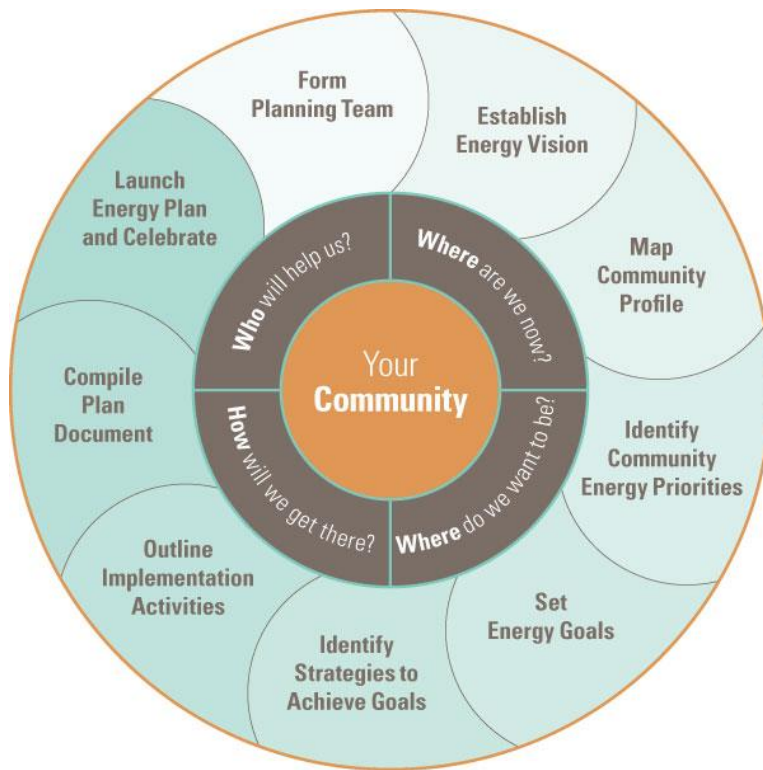 Form
Planning Team
Establish
Energy Vision
Map
Community
Profile
Identify
Community
Energy Priorities
Set
Energy Goals
Identify
Strategies to
Achieve Goals
Outline
Implementation
Activities
Compile
Plan
Document
Launch
Energy Plan
and Celebrate
Who will help us?
Where are we now?
Where do we want to be?
How will we get there?
Your
Community